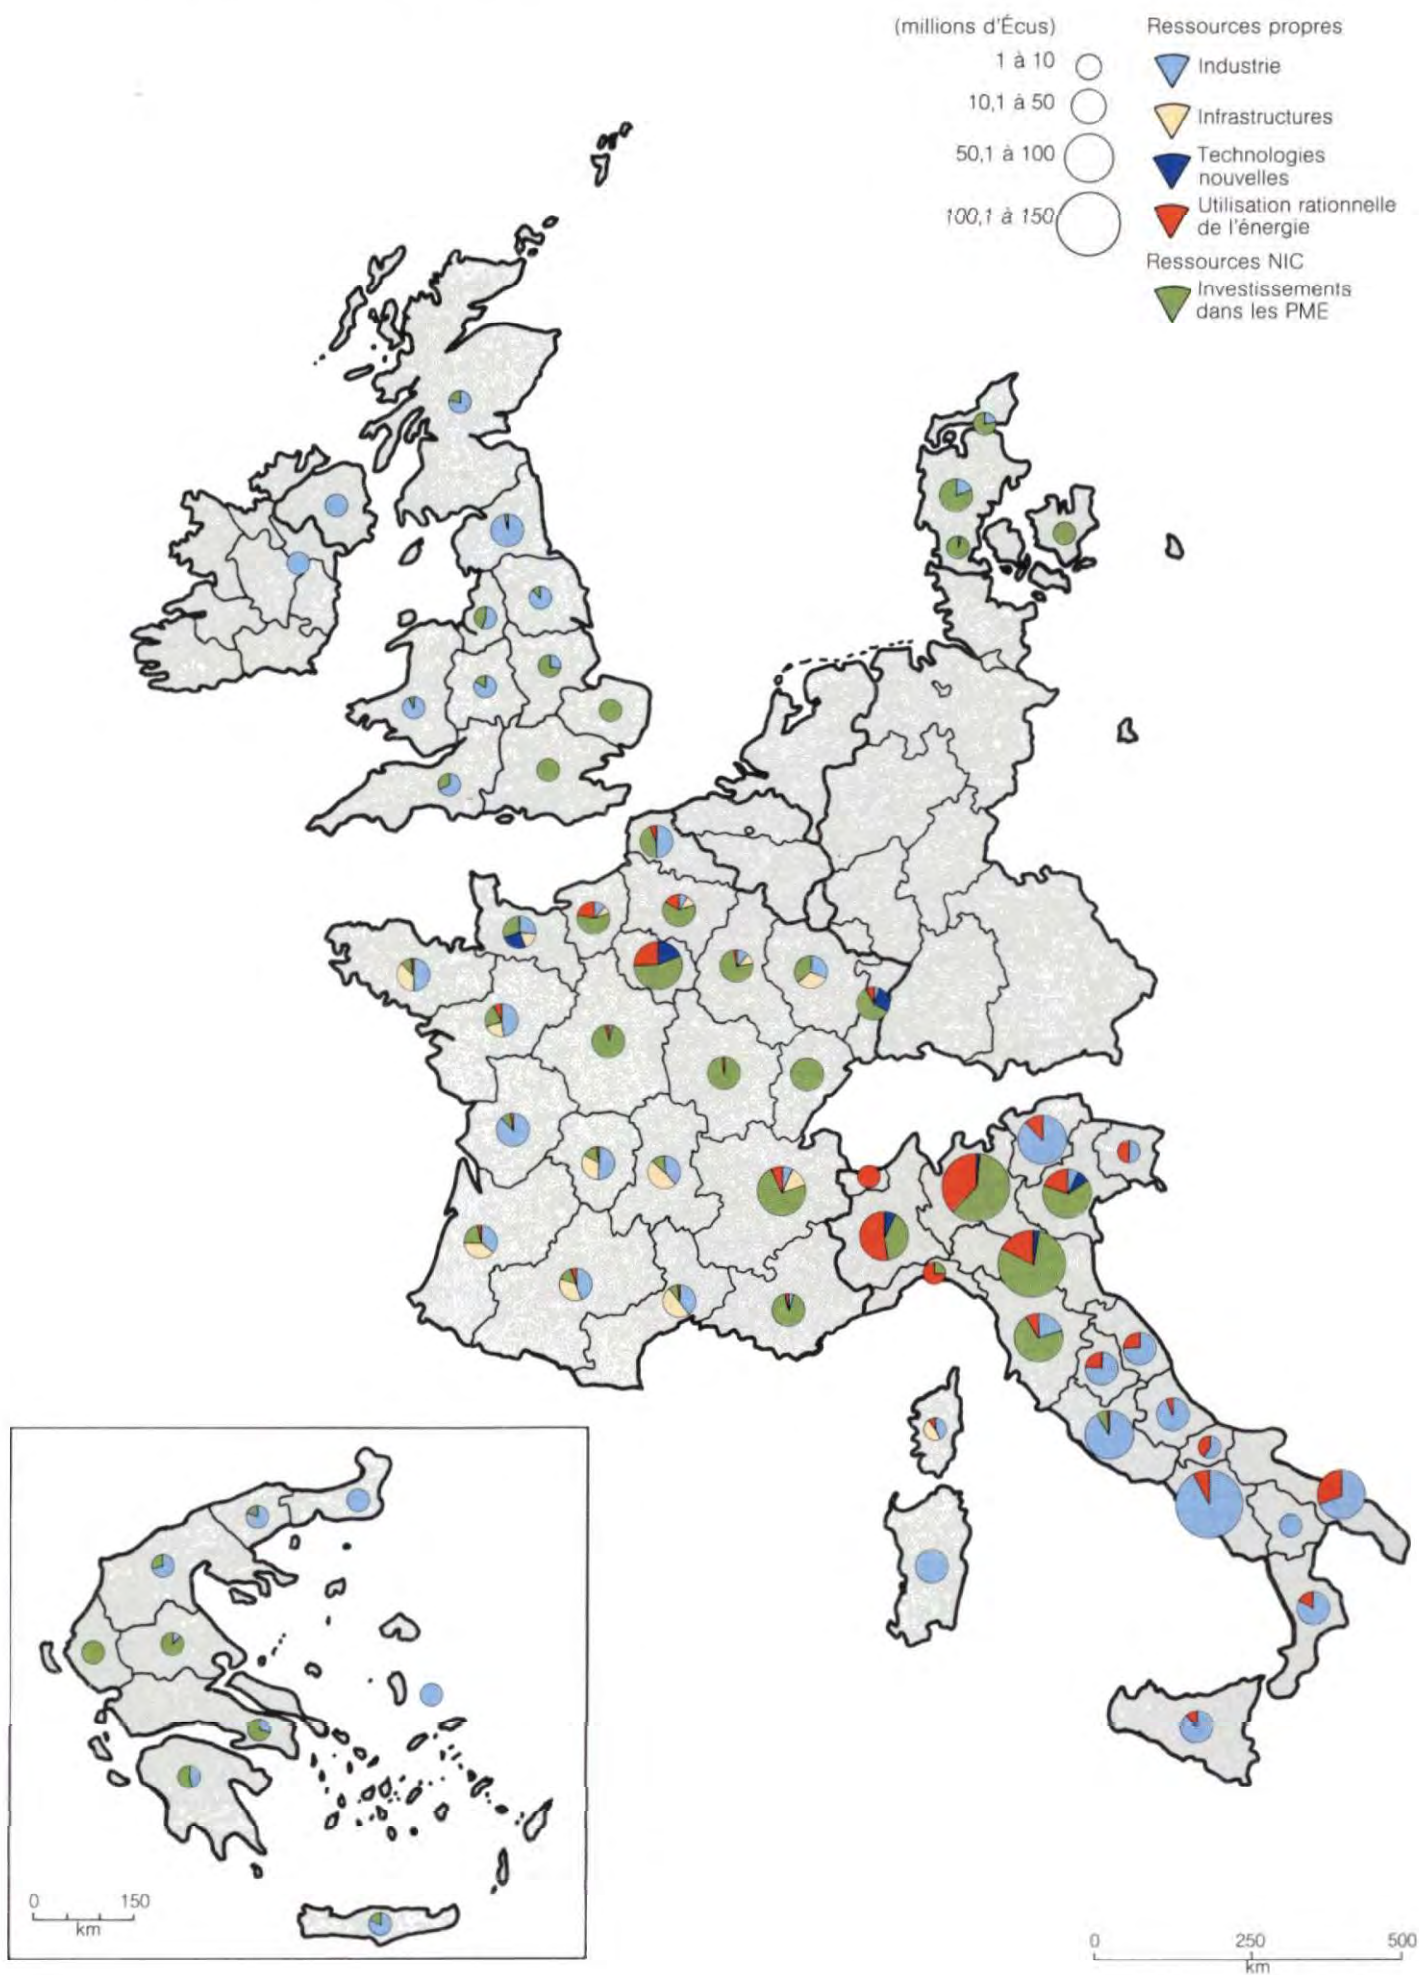 (millions d'Écus)
1 à 10
10,1 à 50
50,1 à 100
100,1 à 150
Ressources propres
Industrie
Infrastructures
Technologies
nouvelles
Utilisation rationnelle
de l'énergie
Ressources NIC
Investissements
dans les PME
0 150
km
0 250 500
km